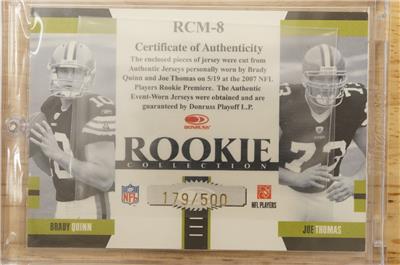 RCM-8
Certificate of Authenticity
The enclosed pieces of jersey were cut from
Authentic Jerseys personally worn by Brady
Quinn and Joe Thomas on 5/19 at the 2007 NFL
Players Rookie Premiere. The Authentic
Event-Worn Jerseys were obtained and are
guaranteed by Donruss Playoff L.P.
DONRUSS
ROOKIE
COLLECTION
10
73
NFL
179/500
NFL PLAYERS
BRADY QUINN
JOE THOMAS